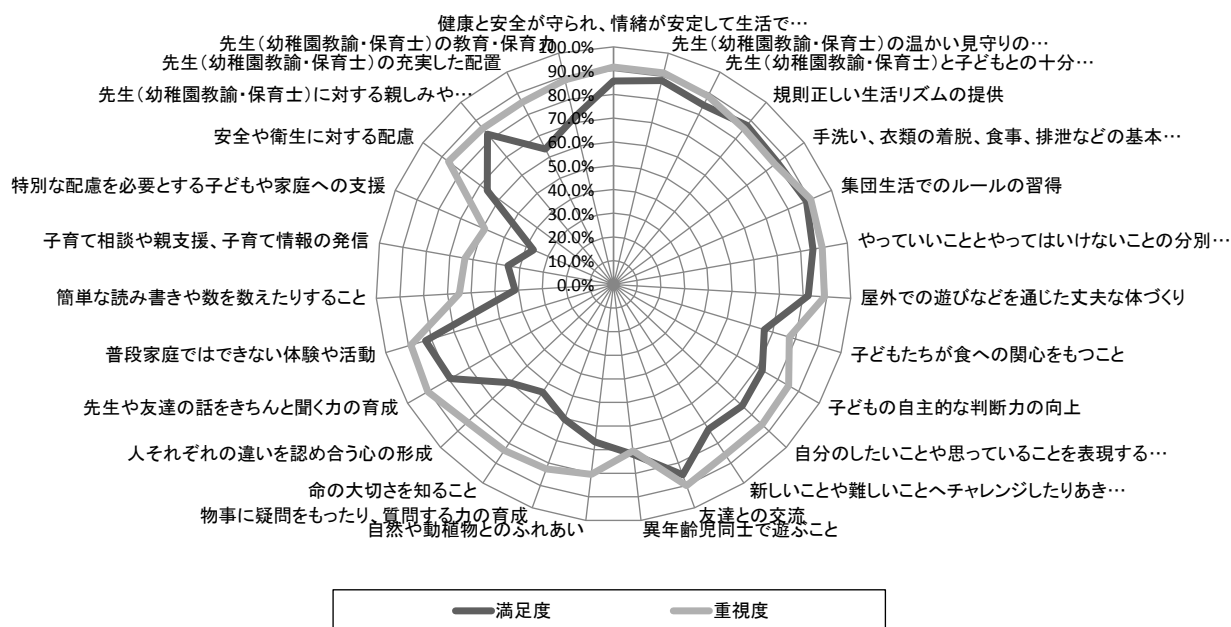 健康と安全が守られ、情緒が安定して生活で…
先生（幼稚園教諭・保育士）の温かい見守りの…
先生（幼稚園教諭・保育士）と子どもとの十分…
規則正しい生活リズムの提供
手洗い、衣類の着脱、食事、排泄などの基本…
集団生活でのルールの習得
やっていいこととやってはいけないことの分別…
屋外での遊びなどを通じた丈夫な体づくり
子どもたちが食への関心をもつこと
子どもの自主的な判断力の向上
自分のしたいことや思っていることを表現する…
新しいことや難しいことへチャレンジしたりあき…
友達との交流
異年齢児同士で遊ぶこと
自然や動植物とのふれあい
物事に疑問をもったり、質問する力の育成
命の大切さを知ること
人それぞれの違いを認め合う心の形成
先生や友達の話をきちんと聞く力の育成
普段家庭ではできない体験や活動
簡単な読み書きや数を数えたりすること
子育て相談や親支援、子育て情報の発信
特別な配慮を必要とする子どもや家庭への支援
安全や衛生に対する配慮
先生（幼稚園教諭・保育士）に対する親しみや…
先生（幼稚園教諭・保育士）の充実した配置
先生（幼稚園教諭・保育士）の教育・保育力
100.0%
90.0%
80.0%
70.0%
60.0%
50.0%
40.0%
30.0%
20.0%
10.0%
0.0%
満足度
重視度